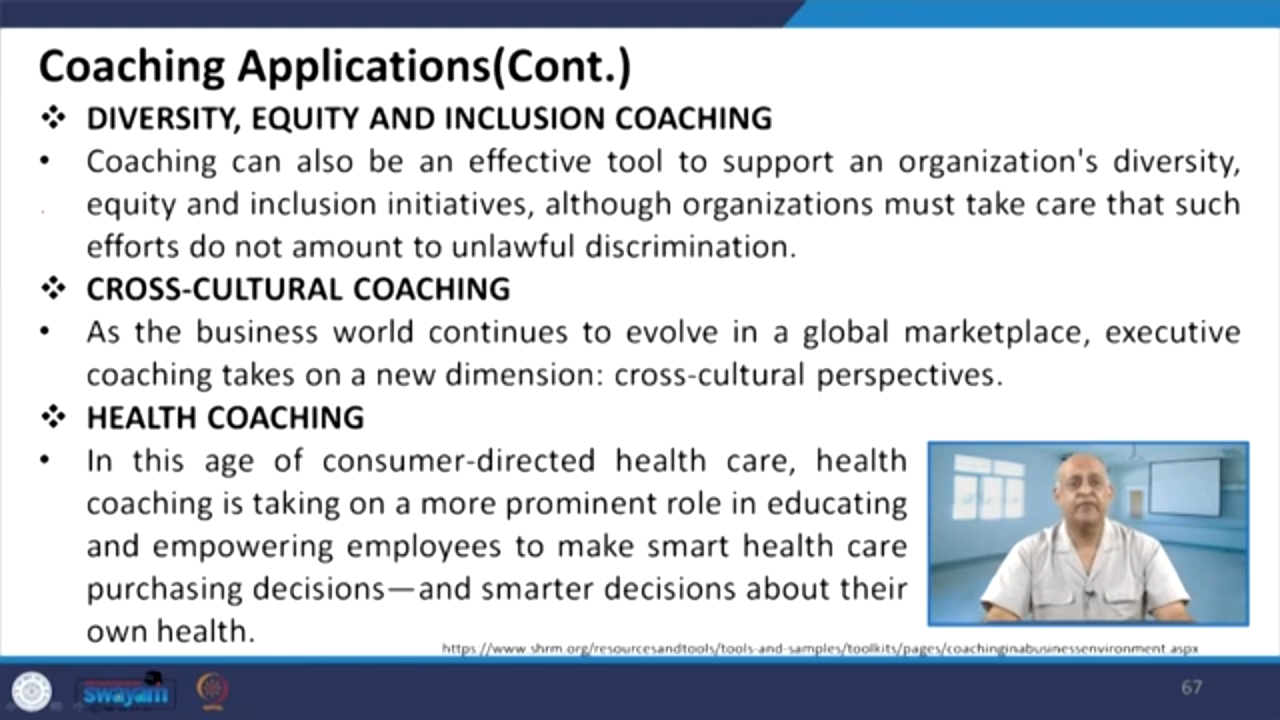 Coaching Applications(Cont.)
❖ DIVERSITY, EQUITY AND INCLUSION COACHING
• Coaching can also be an effective tool to support an organization's diversity,
equity and inclusion initiatives, although organizations must take care that such
efforts do not amount to unlawful discrimination.
❖ CROSS-CULTURAL COACHING
• As the business world continues to evolve in a global marketplace, executive
coaching takes on a new dimension: cross-cultural perspectives.
❖ HEALTH COACHING
• In this age of consumer-directed health care, health
coaching is taking on a more prominent role in educating
and empowering employees to make smart health care
purchasing decisions—and smarter decisions about their
own health.
https://www.shrm.org/resourcesandtools/tools-and-samples/toolkits/pages/coachinginabusinessenvironment.aspx
swayam
67